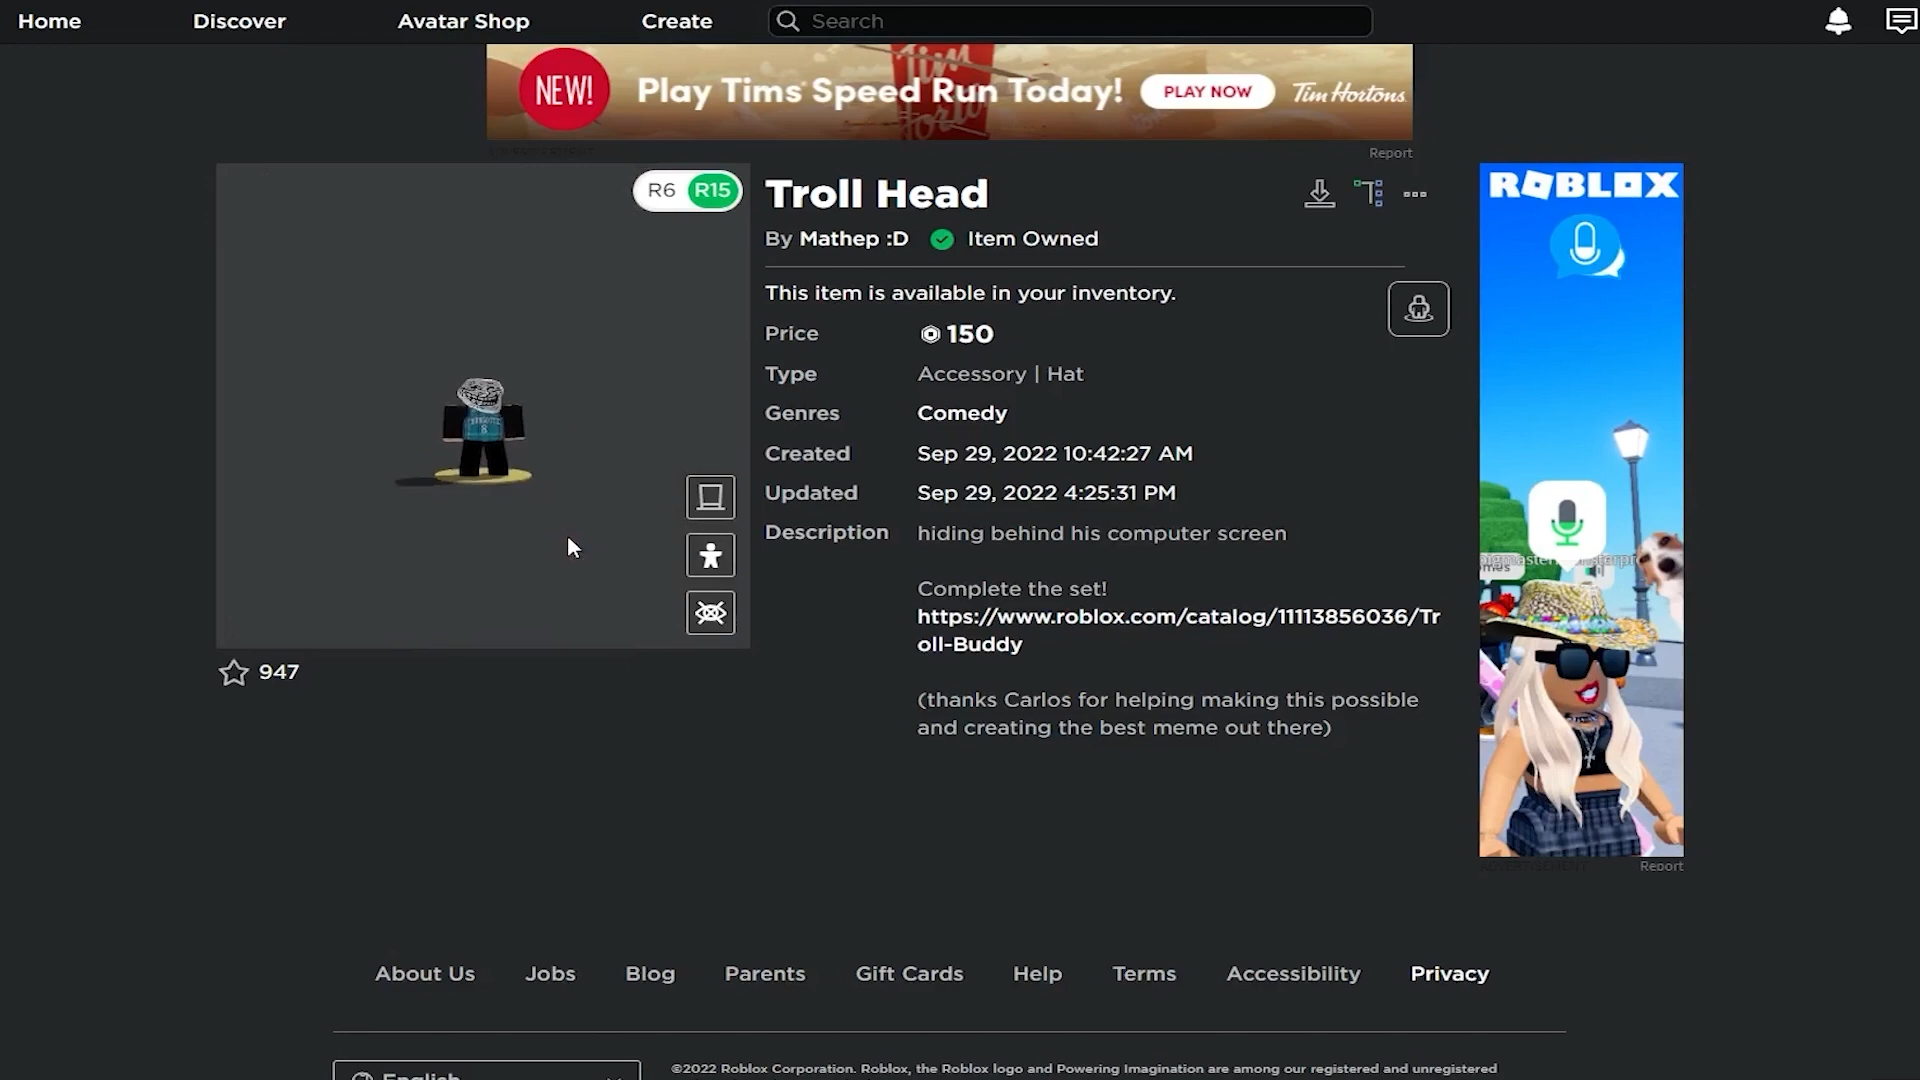 Home Discover Avatar Shop Create Search
NEW! Play Tims Speed Run Today! PLAY NOW Tim Hortons
ADVERTISEMENT Report
R6 R15
Troll Head
By Mathep :D Item Owned
This item is available in your inventory.
Price 150
Type Accessory | Hat
Genres Comedy
Created Sep 29, 2022 10:42:27 AM
Updated Sep 29, 2022 4:25:31 PM
Description hiding behind his computer screen
Complete the set!
https://www.roblox.com/catalog/11113856036/Tr
oll-Buddy
(thanks Carlos for helping making this possible
and creating the best meme out there)
947
ROBLOX
ADVERTISEMENT Report
About Us Jobs Blog Parents Gift Cards Help Terms Accessibility Privacy
English
©2022 Roblox Corporation. Roblox, the Roblox logo and Powering Imagination are among our registered and unregistered